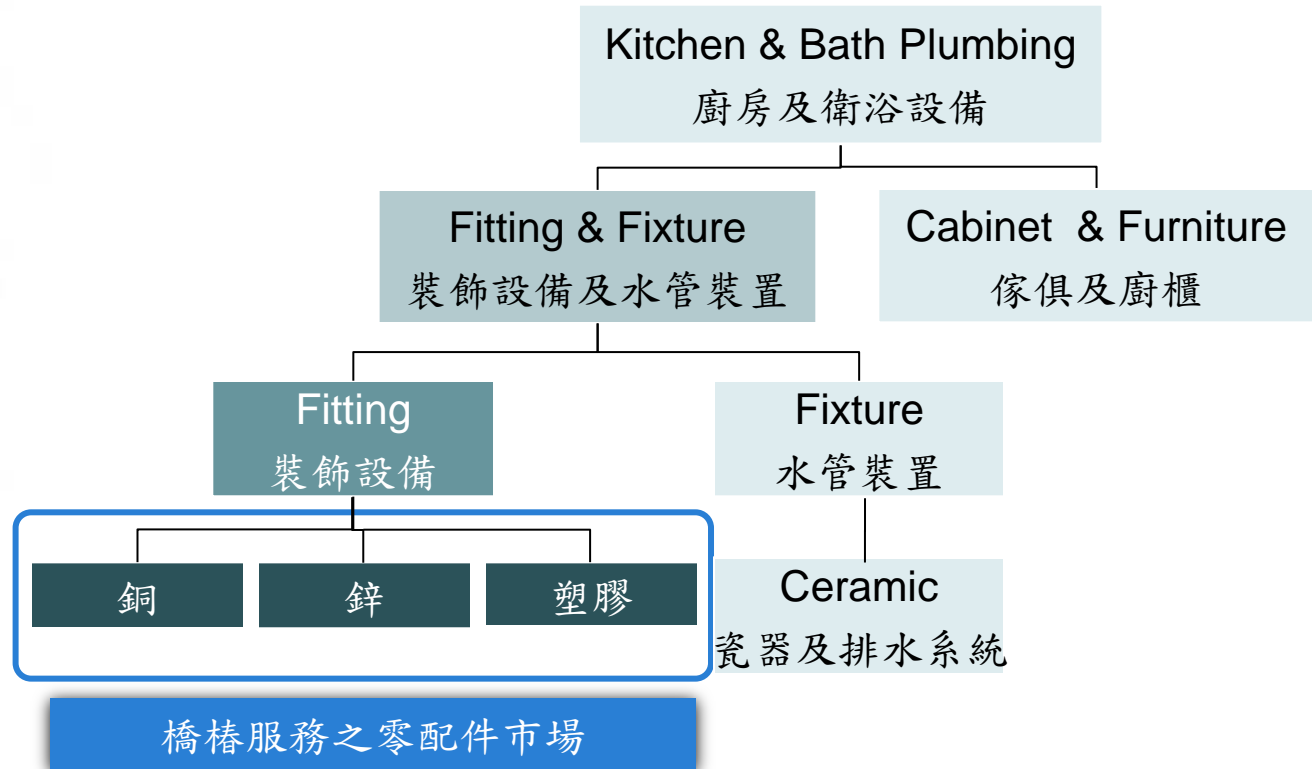 Kitchen & Bath Plumbing
廚房及衛浴設備
Fitting & Fixture
裝飾設備及水管裝置
Cabinet & Furniture
傢俱及廚櫃
Fitting
裝飾設備
Fixture
水管裝置
銅
鋅
塑膠
Ceramic
瓷器及排水系統
橋椿服務之零配件市場